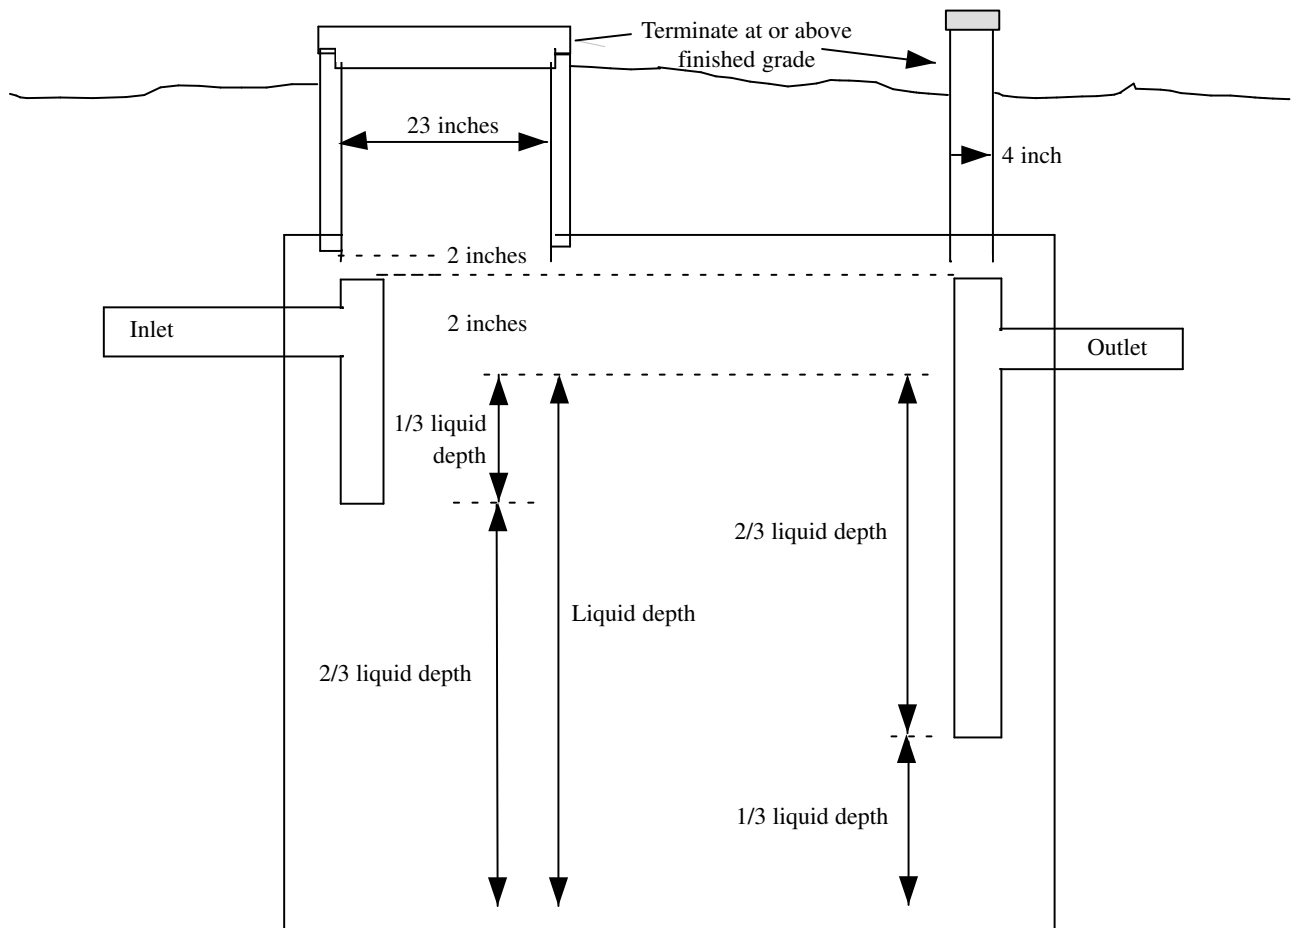 Terminate at or above
finished grade
23 inches
4 inch
2 inches
2 inches
Inlet
Outlet
1/3 liquid
depth
2/3 liquid depth
Liquid depth
2/3 liquid depth
1/3 liquid depth